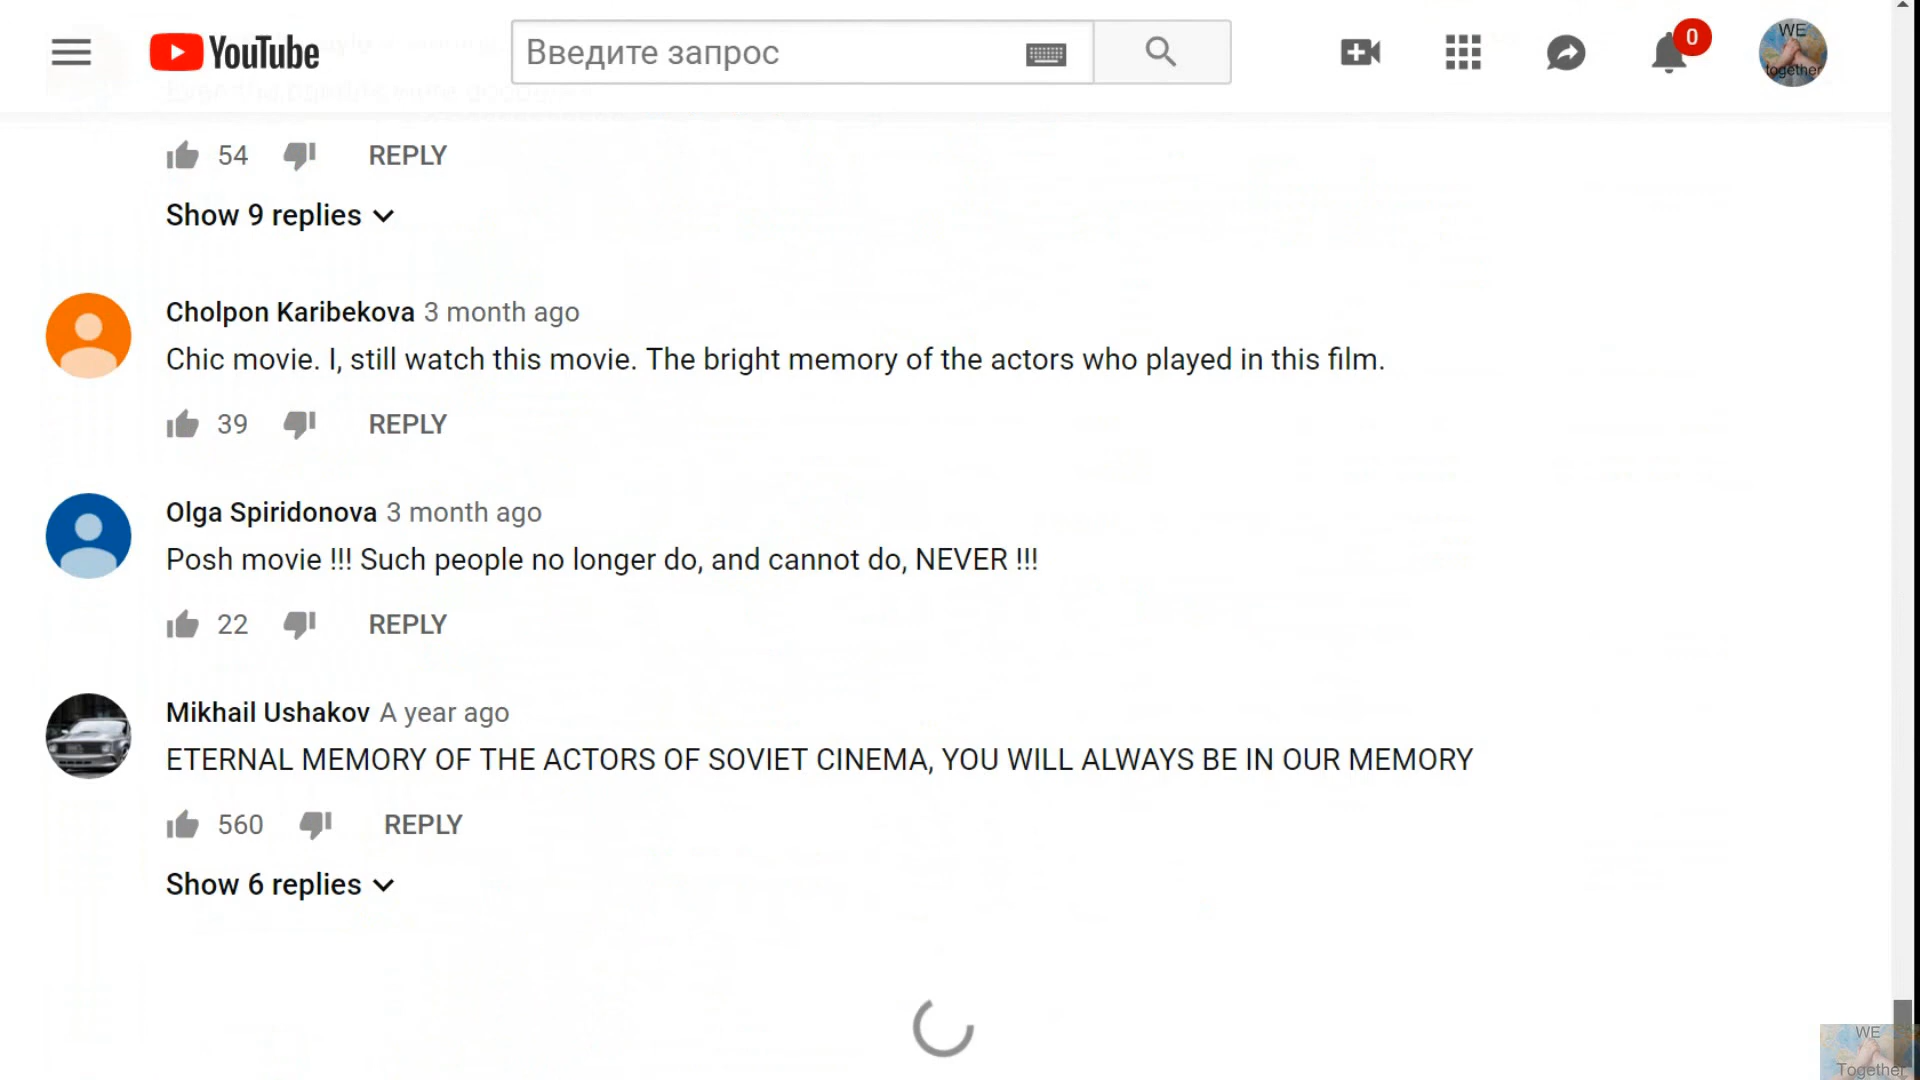 YouTube
Введите запрос
0
WE
together
54
REPLY
Show 9 replies
Cholpon Karibekova 3 month ago
Chic movie. I, still watch this movie. The bright memory of the actors who played in this film.
39
REPLY
Olga Spiridonova 3 month ago
Posh movie !!! Such people no longer do, and cannot do, NEVER !!!
22
REPLY
Mikhail Ushakov A year ago
ETERNAL MEMORY OF THE ACTORS OF SOVIET CINEMA, YOU WILL ALWAYS BE IN OUR MEMORY
560
REPLY
Show 6 replies
WE
Together